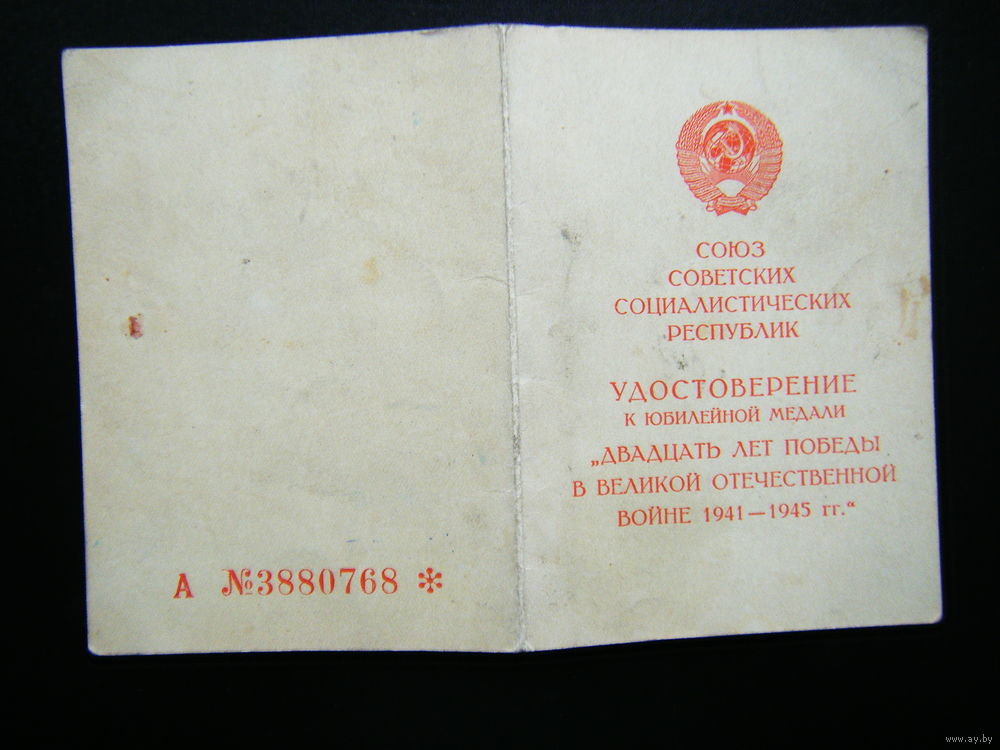 А №3880768 *
СОЮЗ
СОВЕТСКИХ
СОЦИАЛИСТИЧЕСКИХ
РЕСПУБЛИК
УДОСТОВЕРЕНИЕ
К ЮБИЛЕЙНОЙ МЕДАЛИ
„ДВАДЦАТЬ ЛЕТ ПОБЕДЫ
В ВЕЛИКОЙ ОТЕЧЕСТВЕННОЙ
ВОЙНЕ 1941—1945 гг.“
www.ay.by